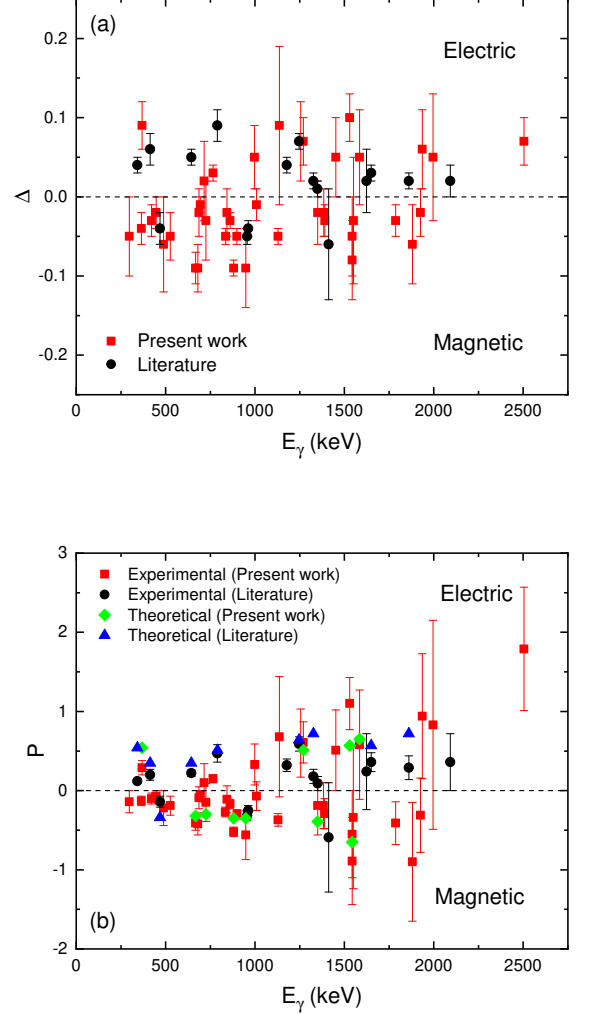 (a)
Electric
0.2
0.1
0.0
-0.1
-0.2
Δ
Present work
Literature
Magnetic
0 500 1000 1500 2000 2500
Eγ (keV)
3
2
1
0
-1
-2
P
Experimental (Present work)
Experimental (Literature)
Theoretical (Present work)
Theoretical (Literature)
Electric
Magnetic
(b)
0 500 1000 1500 2000 2500
Eγ (keV)